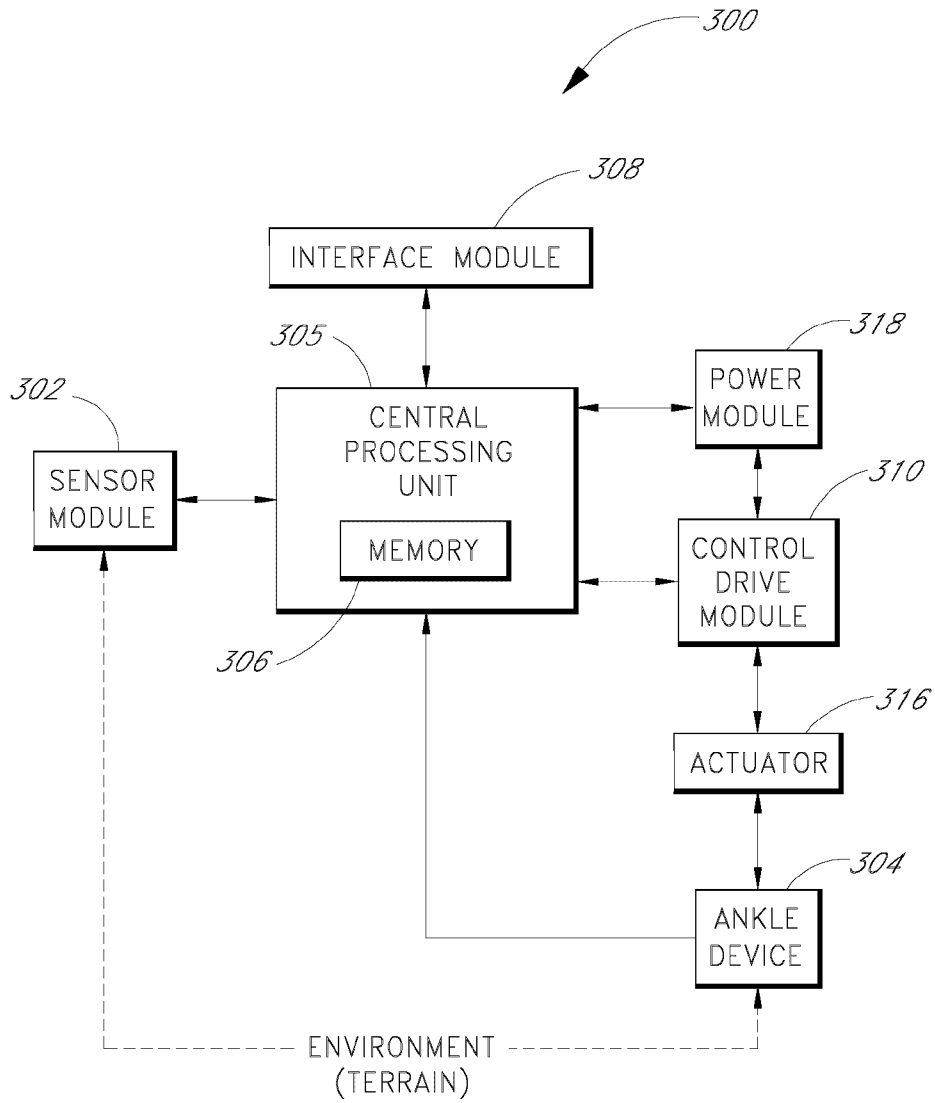 300
308
INTERFACE MODULE
305
318
302
CENTRAL
PROCESSING
UNIT
POWER
MODULE
310
SENSOR
MODULE
MEMORY
CONTROL
DRIVE
MODULE
306
316
ACTUATOR
304
ANKLE
DEVICE
ENVIRONMENT
(TERRAIN)